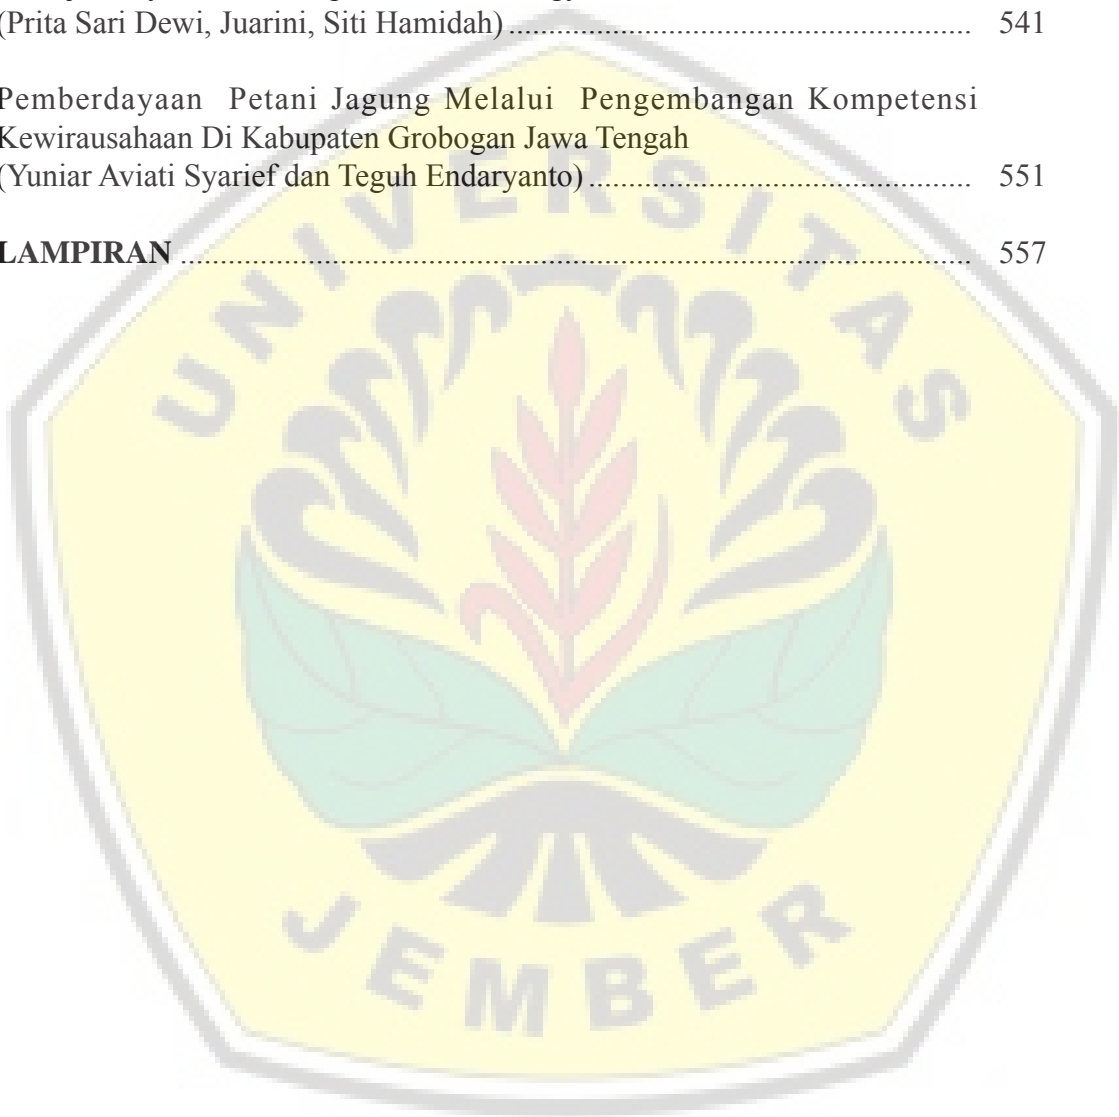 (Prita Sari Dewi, Juarini, Siti Hamidah) ........................................................... 541
Pemberdayaan Petani Jagung Melalui Pengembangan Kompetensi
Kewirausahaan Di Kabupaten Grobogan Jawa Tengah
(Yuniar Aviati Syarief dan Teguh Endaryanto) ................................................. 551
LAMPIRAN ..................................................................................................... 557
UNIVERSITAS
JEMBER